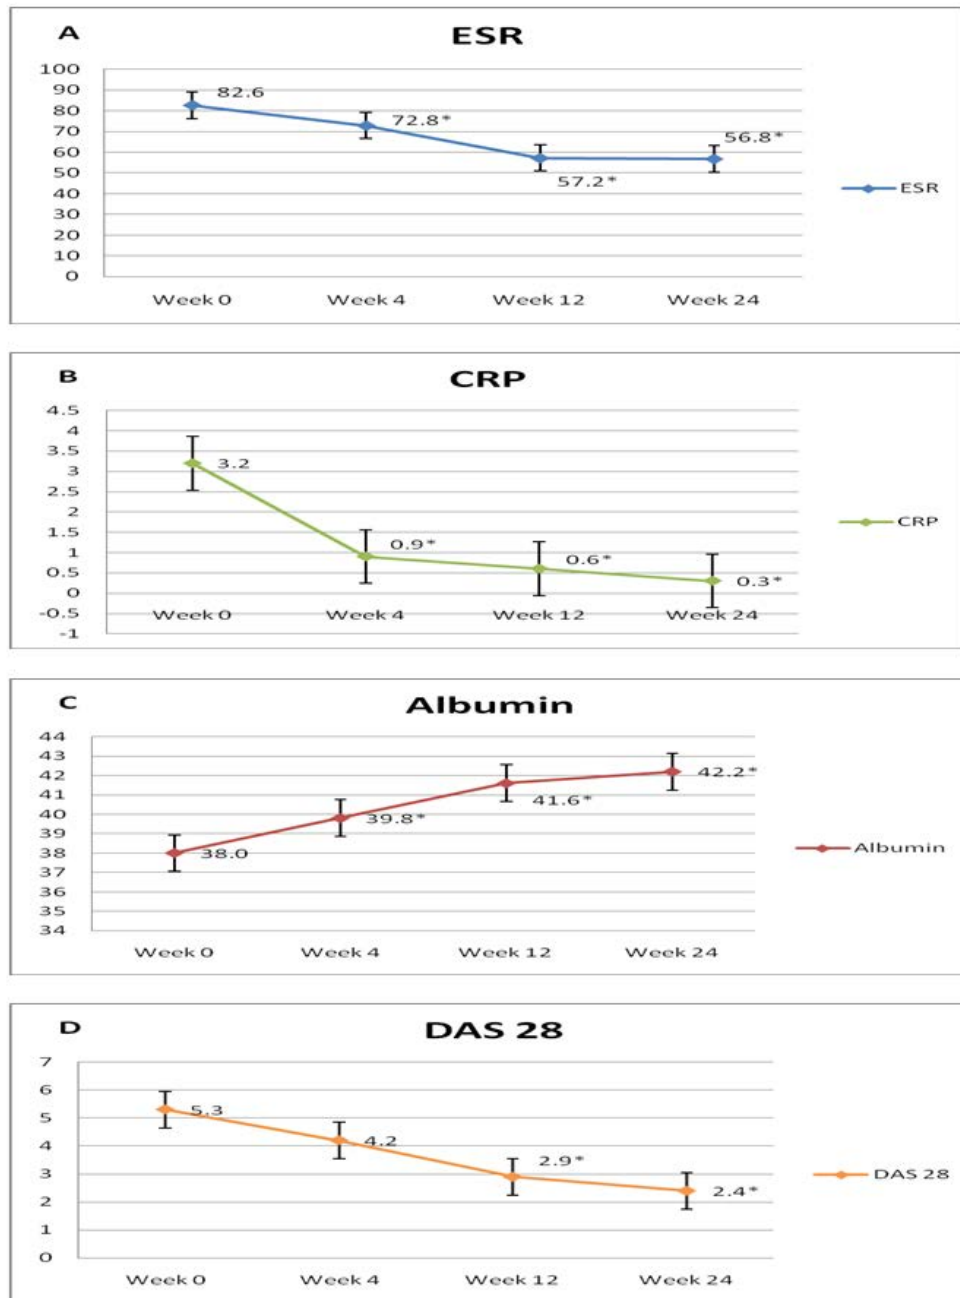 A
ESR
100
90
80
70
60
50
40
30
20
10
0
82.6
72.8*
57.2*
56.8*
Week 0
Week 4
Week 12
Week 24
ESR
B
CRP
4.5
4
3.5
3
2.5
2
1.5
1
0.5
0
-0.5
-1
3.2
0.9*
0.6*
0.3*
Week 0
Week 4
Week 12
Week 24
CRP
C
Albumin
44
43
42
41
40
39
38
37
36
35
34
38.0
39.8*
41.6*
42.2*
Week 0
Week 4
Week 12
Week 24
Albumin
D
DAS 28
7
6
5
4
3
2
1
0
5.3
4.2
2.9*
2.4*
Week 0
Week 4
Week 12
Week 24
DAS 28